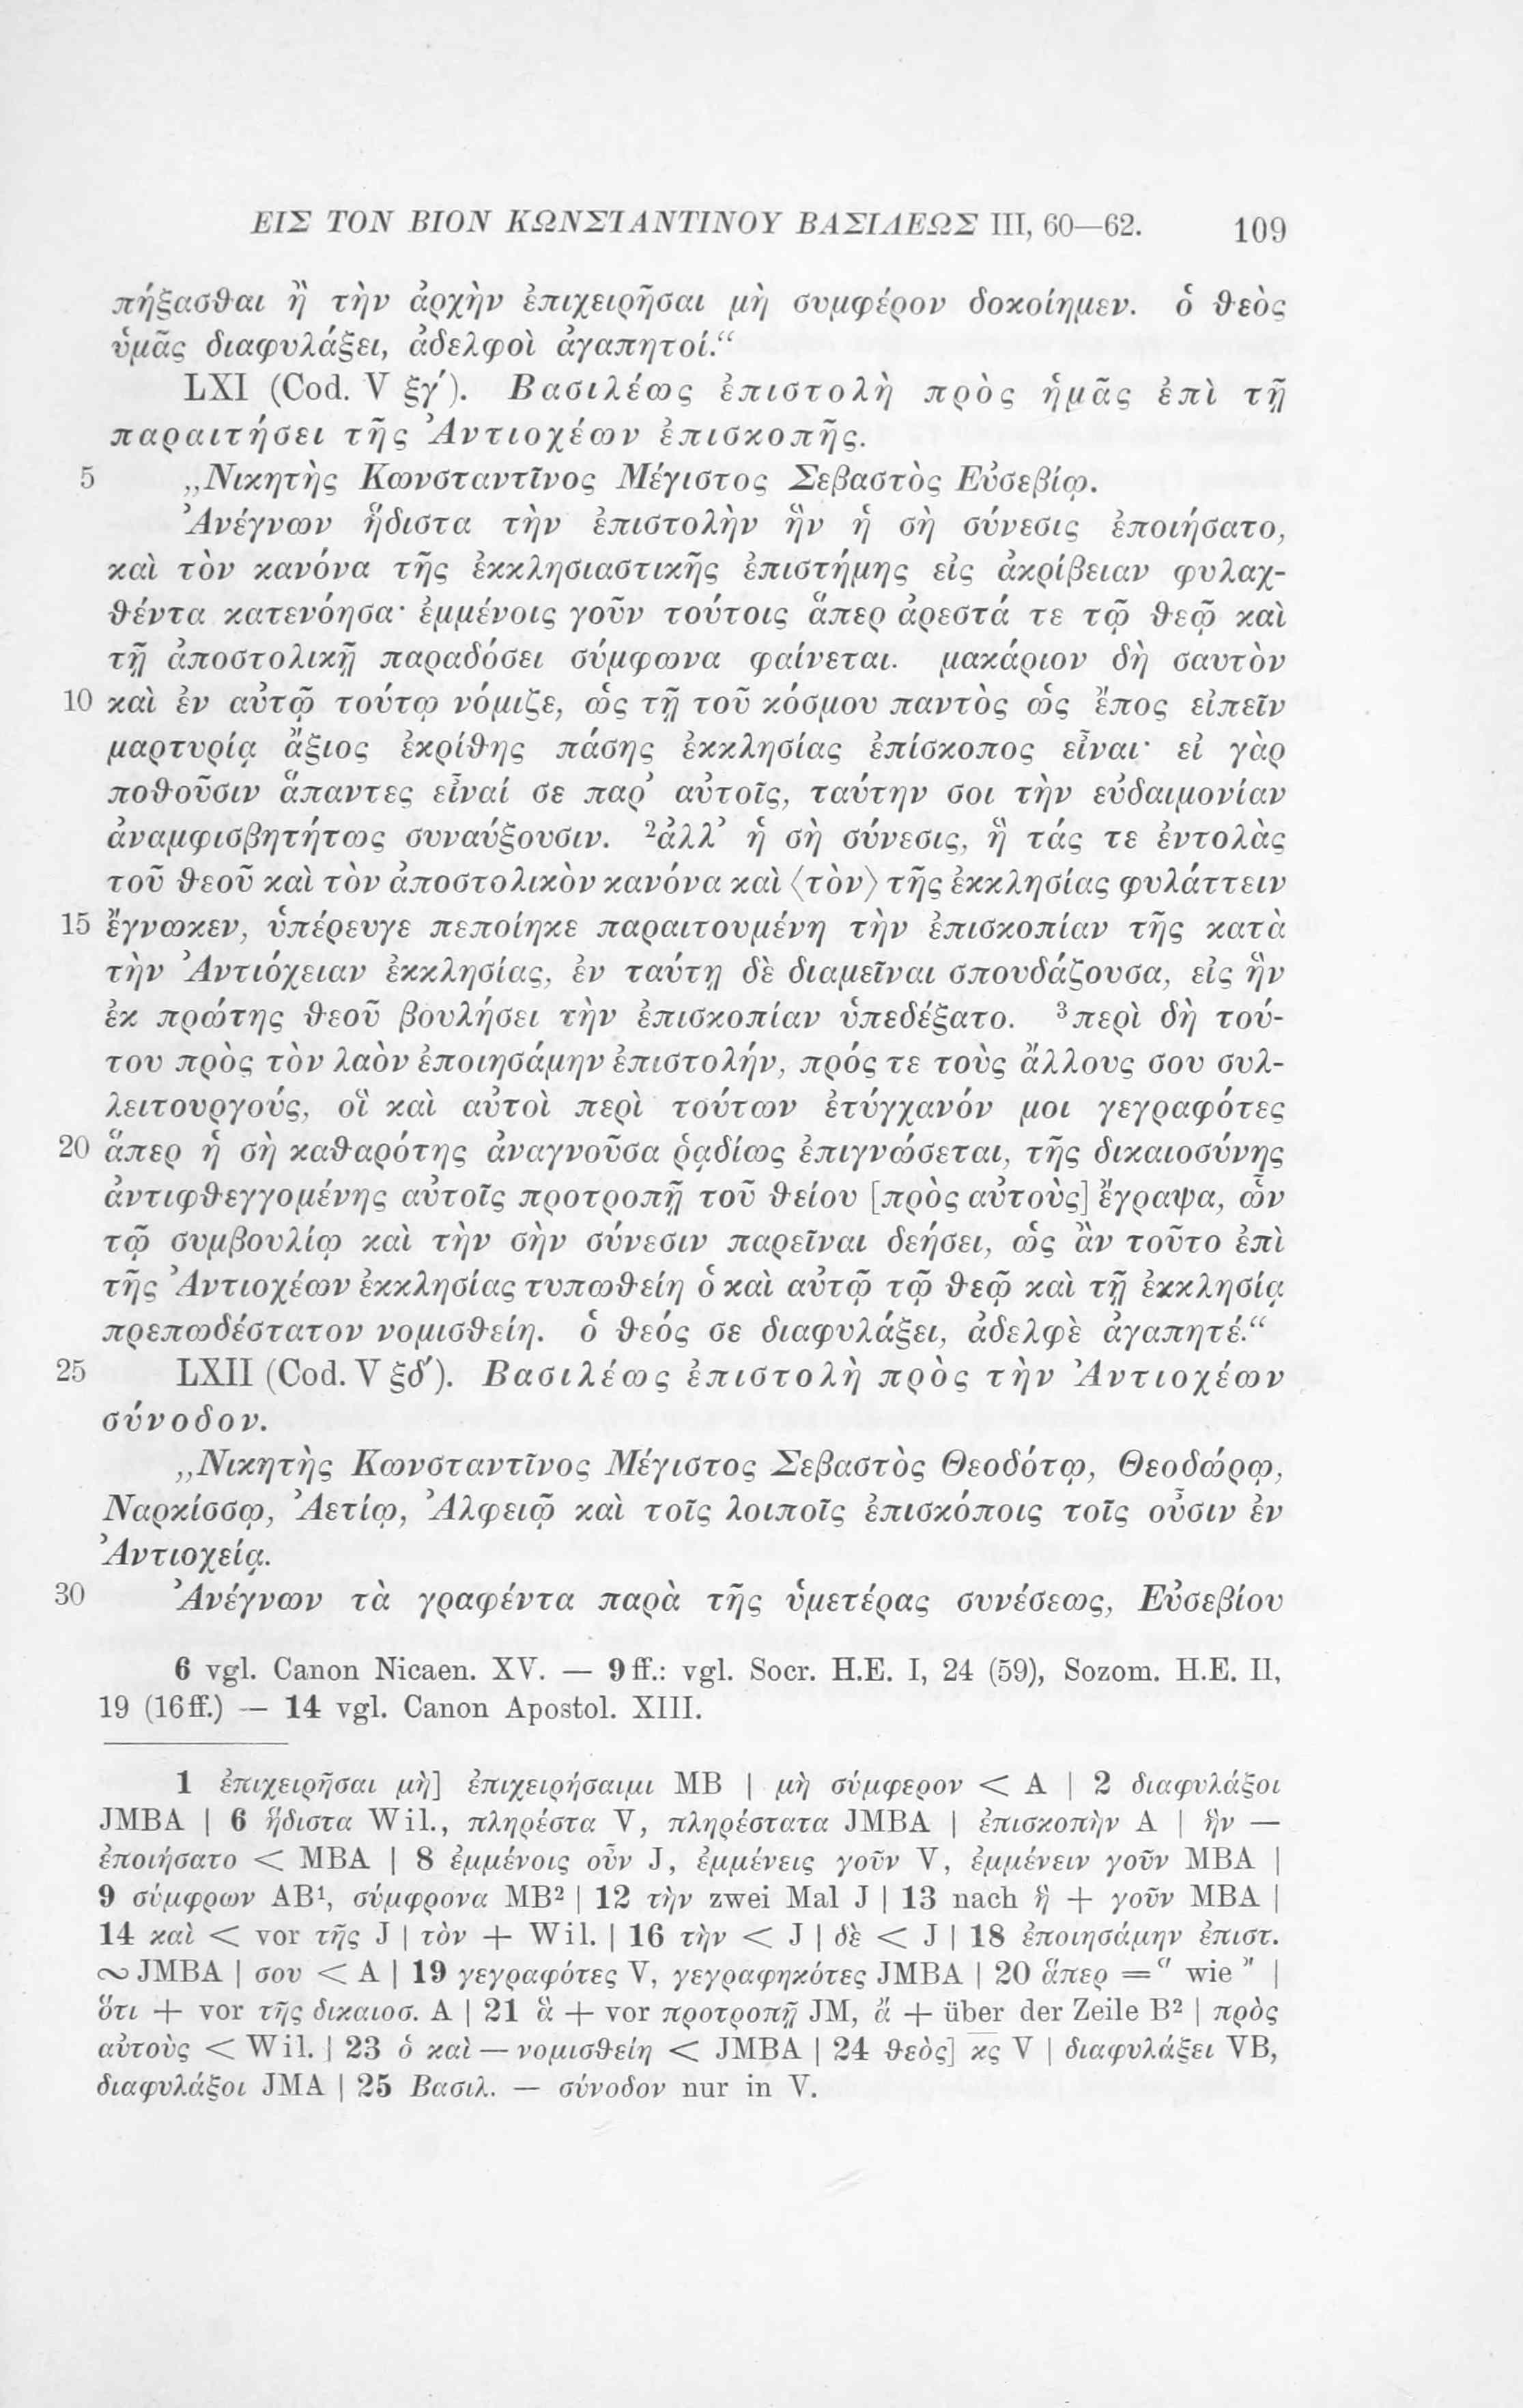 ΕΙΣ ΤΟΝ ΒΙΟΝ ΚΩΝΣΤΑΝΤΙΝΟΥ ΒΑΣΙΛΕΩΣ III, 60—62. 109
πήξασθαι ἢ τὴν ἀρχὴν ἐπιχειρῆσαι μὴ συμφέρον δοκοίημεν. ὁ θεὸς
ὑμᾶς διαφυλάξει, ἀδελφοὶ ἀγαπητοί.“
LXI (Cod. V ξγʹ). Βασιλέως ἐπιστολὴ πρὸς ἡμᾶς ἐπὶ τῇ
παραιτήσει τῆς Ἀντιοχέων ἐπισκοπῆς.
5 „Νικητὴς Κωνσταντῖνος Μέγιστος Σεβαστὸς Εὐσεβίῳ.
Ἀνέγνων ἥδιστα τὴν ἐπιστολὴν ἣν ἡ σὴ σύνεσις ἐποιήσατο,
καὶ τὸν κανόνα τῆς ἐκκλησιαστικῆς ἐπιστήμης εἰς ἀκρίβειαν φυλαχ-
θέντα κατενόησα· ἐμμένοις γοῦν τούτοις ἅπερ ἀρεστά τε τῷ θεῷ καὶ
τῇ ἀποστολικῇ παραδόσει σύμφωνα φαίνεται. μακάριον δὴ σαυτὸν
10 καὶ ἐν αὐτῷ τούτῳ νόμιζε, ὡς τῇ τοῦ κόσμου παντὸς ὡς ἔπος εἰπεῖν
μαρτυρίᾳ ἄξιος ἐκρίθης πάσης ἐκκλησίας ἐπίσκοπος εἶναι· εἰ γὰρ
ποθοῦσιν ἅπαντες εἶναί σε παρ’ αὐτοῖς, ταύτην σοι τὴν εὐδαιμονίαν
ἀναμφισβητήτως συναύξουσιν. ²ἀλλ’ ἡ σὴ σύνεσις, ἣ τάς τε ἐντολὰς
τοῦ θεοῦ καὶ τὸν ἀποστολικὸν κανόνα καὶ ⟨τὸν⟩ τῆς ἐκκλησίας φυλάττειν
15 ἔγνωκεν, ὑπέρευγε πεποίηκε παραιτουμένη τὴν ἐπισκοπίαν τῆς κατὰ
τὴν Ἀντιόχειαν ἐκκλησίας, ἐν ταύτῃ δὲ διαμεῖναι σπουδάζουσα, εἰς ἣν
ἐκ πρώτης θεοῦ βουλήσει τὴν ἐπισκοπίαν ὑπεδέξατο. ³περὶ δὴ τού-
του πρὸς τὸν λαὸν ἐποιησάμην ἐπιστολήν, πρός τε τοὺς ἄλλους σου συλ-
λειτουργούς, οἳ καὶ αὐτοὶ περὶ τούτων ἐτύγχανόν μοι γεγραφότες
20 ἅπερ ἡ σὴ καθαρότης ἀναγνοῦσα ῥᾳδίως ἐπιγνώσεται, τῆς δικαιοσύνης
ἀντιφθεγγομένης αὐτοῖς προτροπῇ τοῦ θείου [πρὸς αὐτοὺς] ἔγραψα, ὧν
τῷ συμβουλίῳ καὶ τὴν σὴν σύνεσιν παρεῖναι δεήσει, ὡς ἂν τοῦτο ἐπὶ
τῆς Ἀντιοχέων ἐκκλησίας τυπωθείη ὃ καὶ αὐτῷ τῷ θεῷ καὶ τῇ ἐκκλησίᾳ
πρεπωδέστατον νομισθείη. ὁ θεός σε διαφυλάξει, ἀδελφὲ ἀγαπητέ.“
25 LXII (Cod. V ξδʹ). Βασιλέως ἐπιστολὴ πρὸς τὴν Ἀντιοχέων
σύνοδον.
„Νικητὴς Κωνσταντῖνος Μέγιστος Σεβαστὸς Θεοδότῳ, Θεοδώρῳ,
Ναρκίσσῳ, Ἀετίῳ, Ἀλφειῷ καὶ τοῖς λοιποῖς ἐπισκόποις τοῖς οὖσιν ἐν
Ἀντιοχείᾳ.
30 Ἀνέγνων τὰ γραφέντα παρὰ τῆς ὑμετέρας συνέσεως, Εὐσεβίου
6 vgl. Canon Nicaen. XV. — 9 ff.: vgl. Socr. H.E. I, 24 (59), Sozom. H.E. II,
19 (16 ff.) — 14 vgl. Canon Apostol. XIII.
1 ἐπιχειρῆσαι μὴ] ἐπιχειρήσαιμι MB | μὴ σύμφερον < A | 2 διαφυλάξοι
JMBA | 6 ἥδιστα Wil., πληρέστα V, πληρέστατα JMBA | ἐπισκοπὴν A | ἣν —
ἐποιήσατο < MBA | 8 ἐμμένοις οὖν J, ἐμμένεις γοῦν V, ἐμμένειν γοῦν MBA |
9 σύμφρων AB¹, σύμφρονα MB² | 12 τὴν zwei Mal J | 13 nach ἣ + γοῦν MBA |
14 καὶ < vor τῆς J | τὸν + Wil. | 16 τὴν < J | δὲ < J | 18 ἐποιησάμην ἐπιστ.
∾ JMBA | σου < A | 19 γεγραφότες V, γεγραφηκότες JMBA | 20 ἅπερ = “ wie ” |
ὅτι + vor τῆς δικαιοσ. A | 21 ἃ + vor προτροπῇ JM, ἃ + über der Zeile B² | πρὸς
αὐτοὺς < Wil. | 23 ὃ καὶ — νομισθείη < JMBA | 24 θεὸς] κ̅ς̅ V | διαφυλάξει VB,
διαφυλάξοι JMA | 25 Βασιλ. — σύνοδον nur in V.